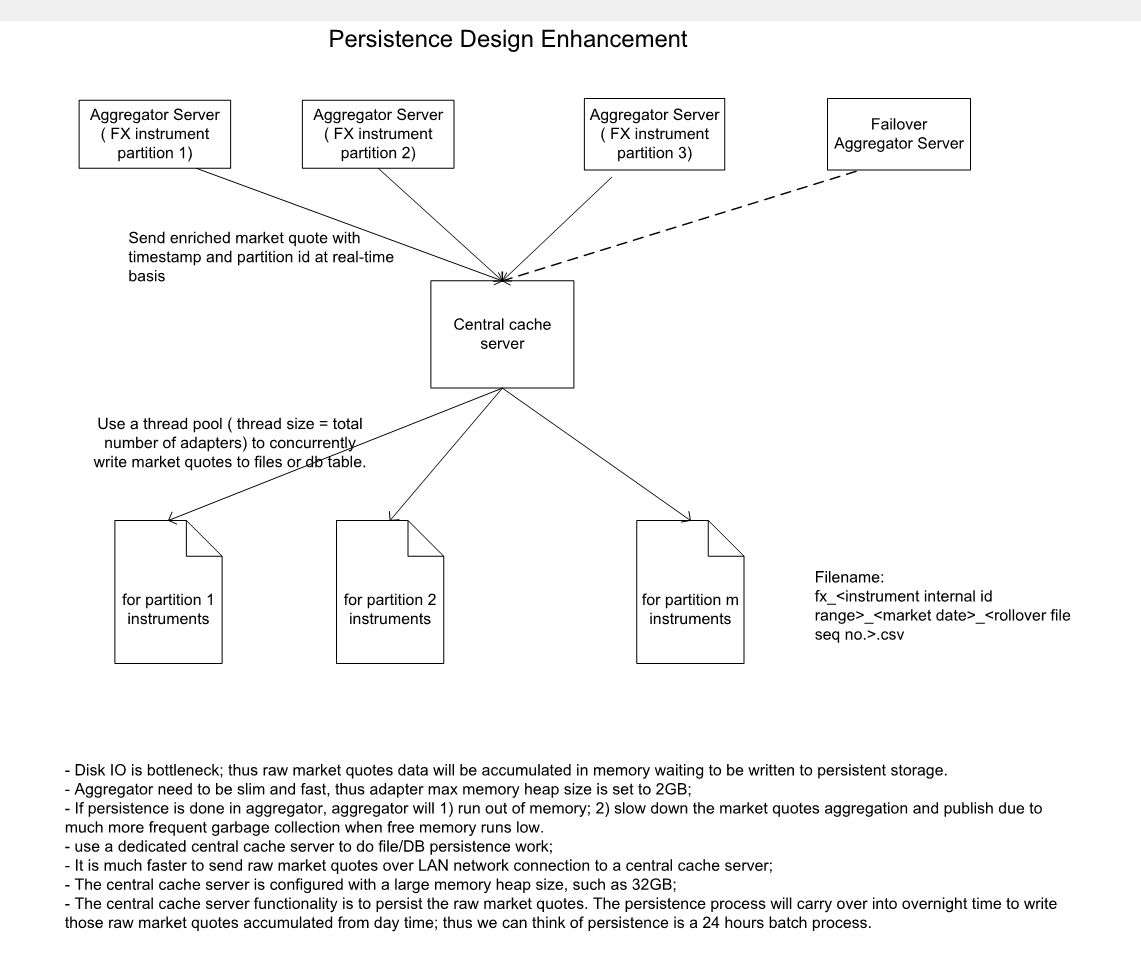 Persistence Design Enhancement
Aggregator Server
( FX instrument
partition 1)
Aggregator Server
( FX instrument
partition 2)
Aggregator Server
( FX instrument
partition 3)
Failover
Aggregator Server
Send enriched market quote with
timestamp and partition id at real-time
basis
Central cache
server
Use a thread pool ( thread size = total
number of adapters) to concurrently
write market quotes to files or db table.
for partition 1
instruments
for partition 2
instruments
for partition m
instruments
Filename:
fx_<instrument internal id
range>_<market date>_<rollover file
seq no.>.csv
- Disk IO is bottleneck; thus raw market quotes data will be accumulated in memory waiting to be written to persistent storage.
- Aggregator need to be slim and fast, thus adapter max memory heap size is set to 2GB;
- If persistence is done in aggregator, aggregator will 1) run out of memory; 2) slow down the market quotes aggregation and publish due to
much more frequent garbage collection when free memory runs low.
- use a dedicated central cache server to do file/DB persistence work;
- It is much faster to send raw market quotes over LAN network connection to a central cache server;
- The central cache server is configured with a large memory heap size, such as 32GB;
- The central cache server functionality is to persist the raw market quotes. The persistence process will carry over into overnight time to write
those raw market quotes accumulated from day time; thus we can think of persistence is a 24 hours batch process.